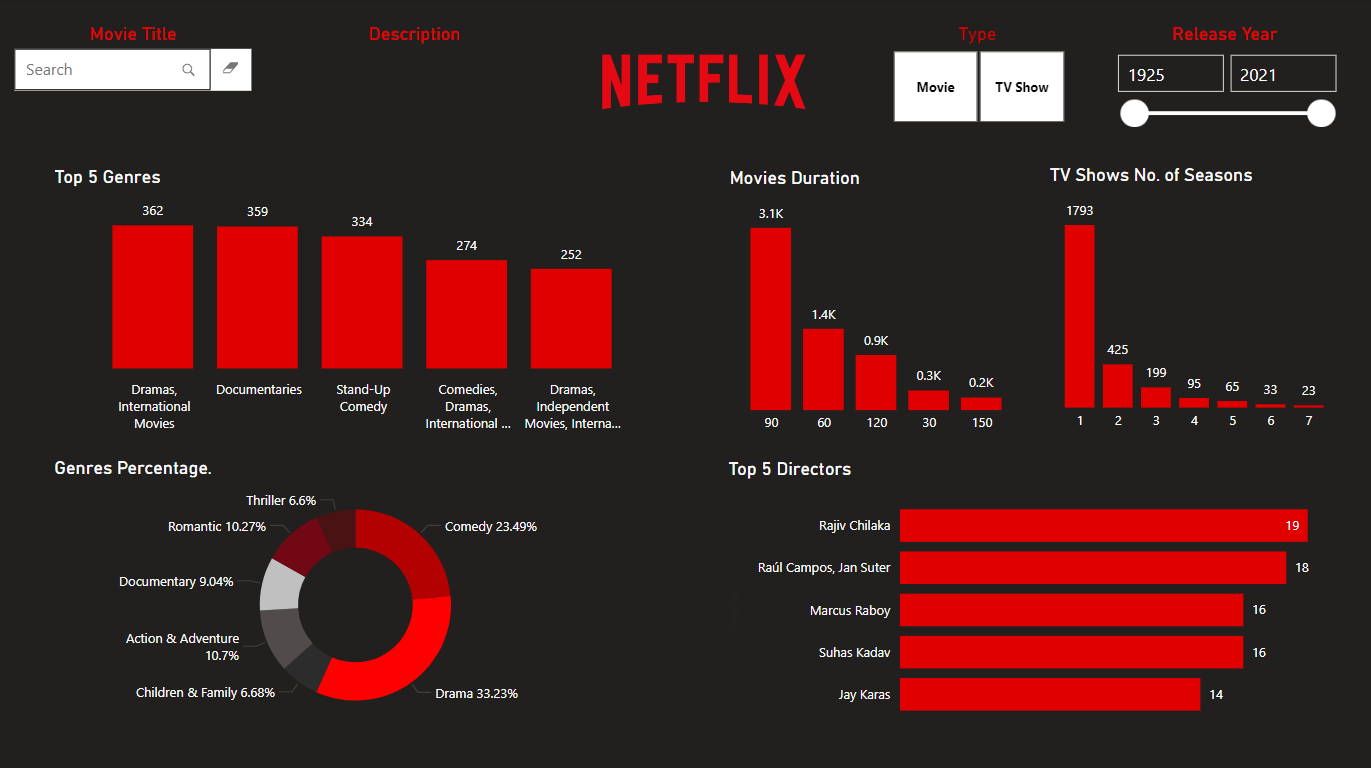 Movie Title
Description
Type
Release Year
Search
NETFLIX
Movie
TV Show
1925
2021
Top 5 Genres
362
359
334
274
252
Dramas,
International
Movies
Documentaries
Stand-Up
Comedy
Comedies,
Dramas,
International ...
Dramas,
Independent
Movies, Interna...
Movies Duration
3.1K
1.4K
0.9K
0.3K
0.2K
90
60
120
30
150
TV Shows No. of Seasons
1793
425
199
95
65
33
23
1
2
3
4
5
6
7
Genres Percentage.
Thriller 6.6%
Romantic 10.27%
Comedy 23.49%
Documentary 9.04%
Action & Adventure
10.7%
Children & Family 6.68%
Drama 33.23%
Top 5 Directors
Rajiv Chilaka 19
Raúl Campos, Jan Suter 18
Marcus Raboy 16
Suhas Kadav 16
Jay Karas 14